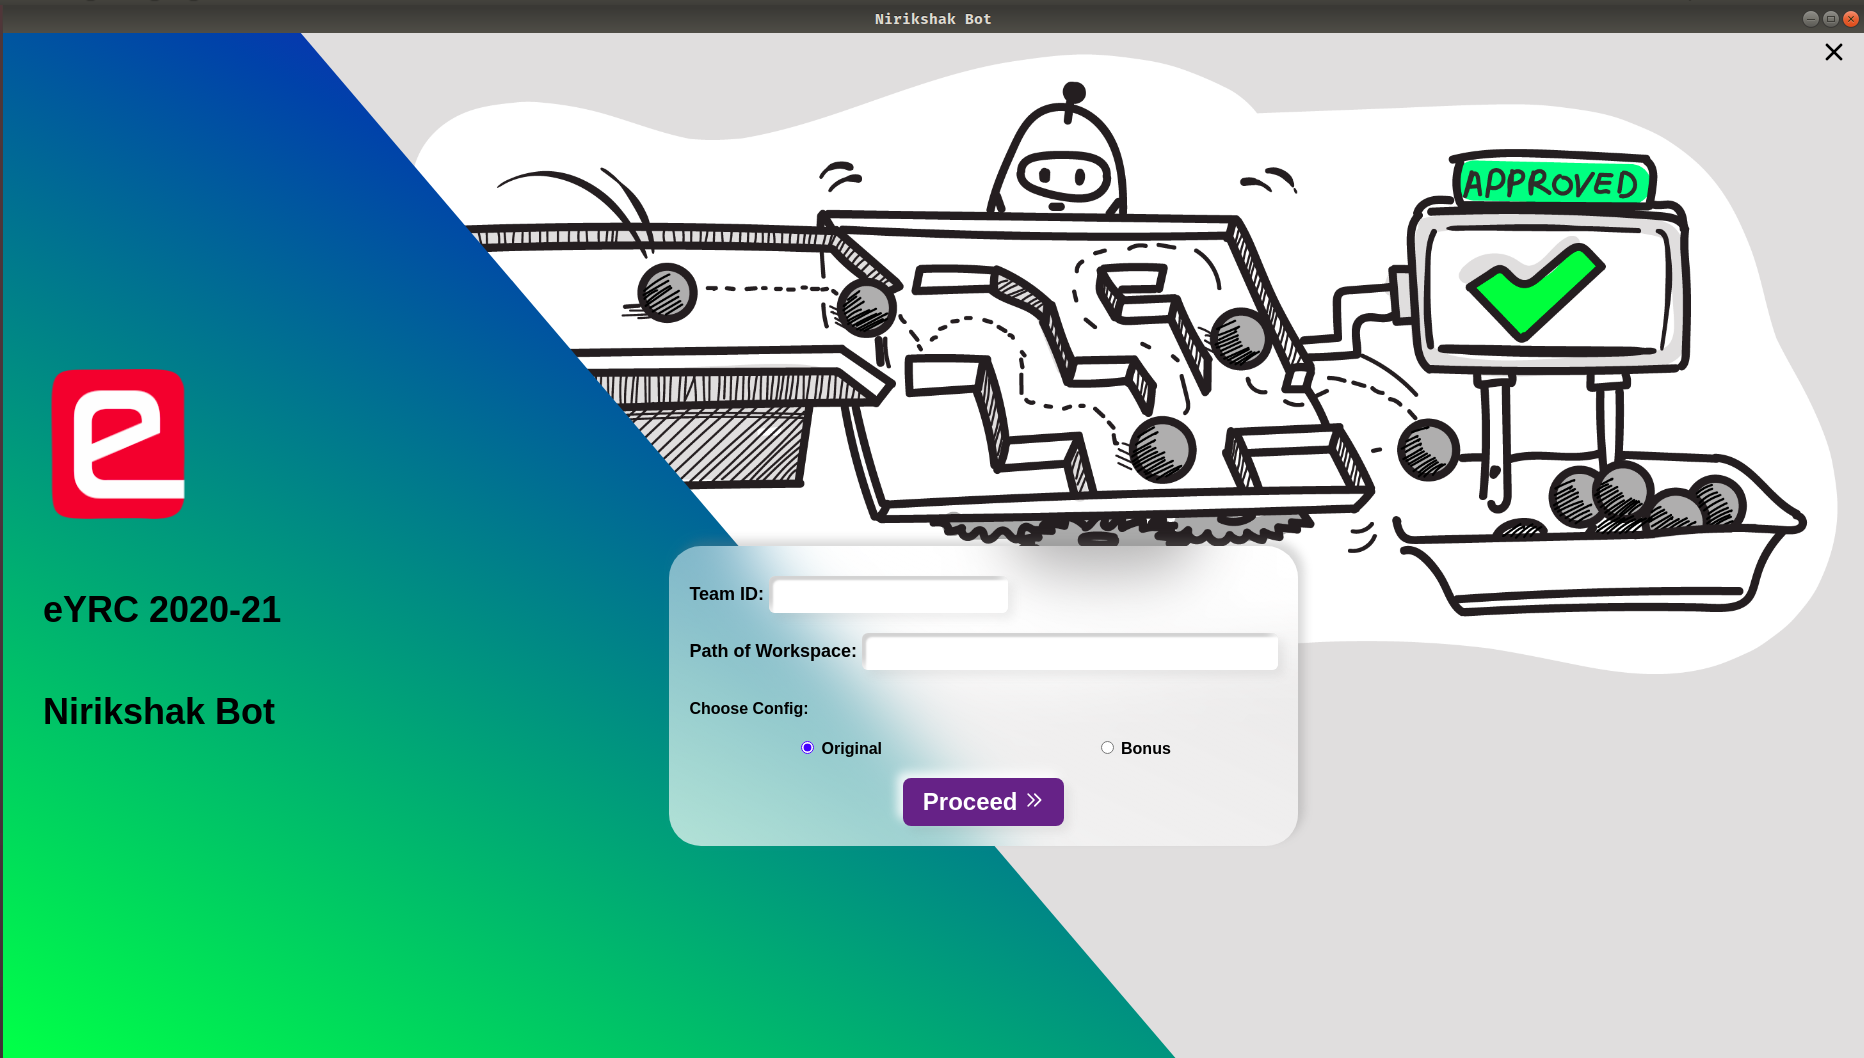 Nirikshak Bot
APPROVED
e
eYRC 2020-21
Nirikshak Bot
Team ID:
Path of Workspace:
Choose Config:
Original
Bonus
Proceed